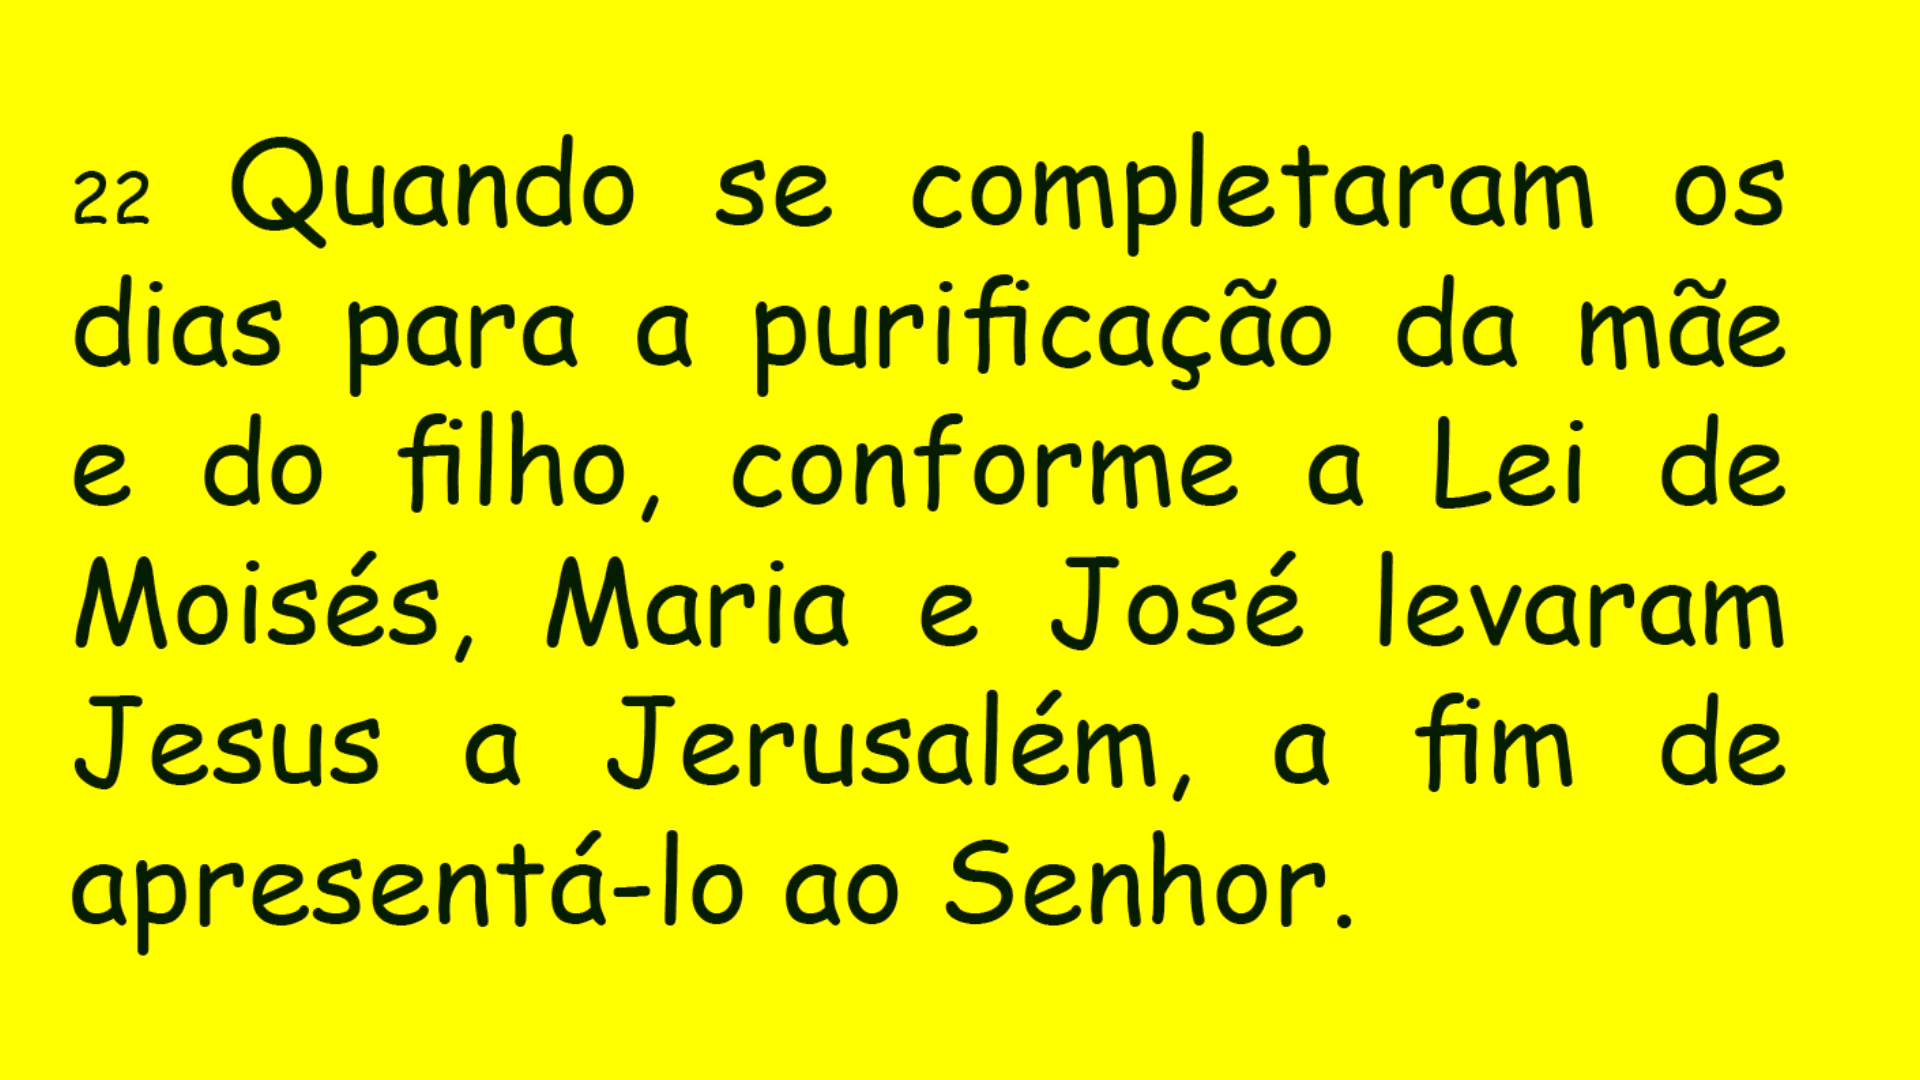 22 Quando se completaram os
dias para a purificação da mãe
e do filho, conforme a Lei de
Moisés, Maria e José levaram
Jesus a Jerusalém, a fim de
apresentá-lo ao Senhor.